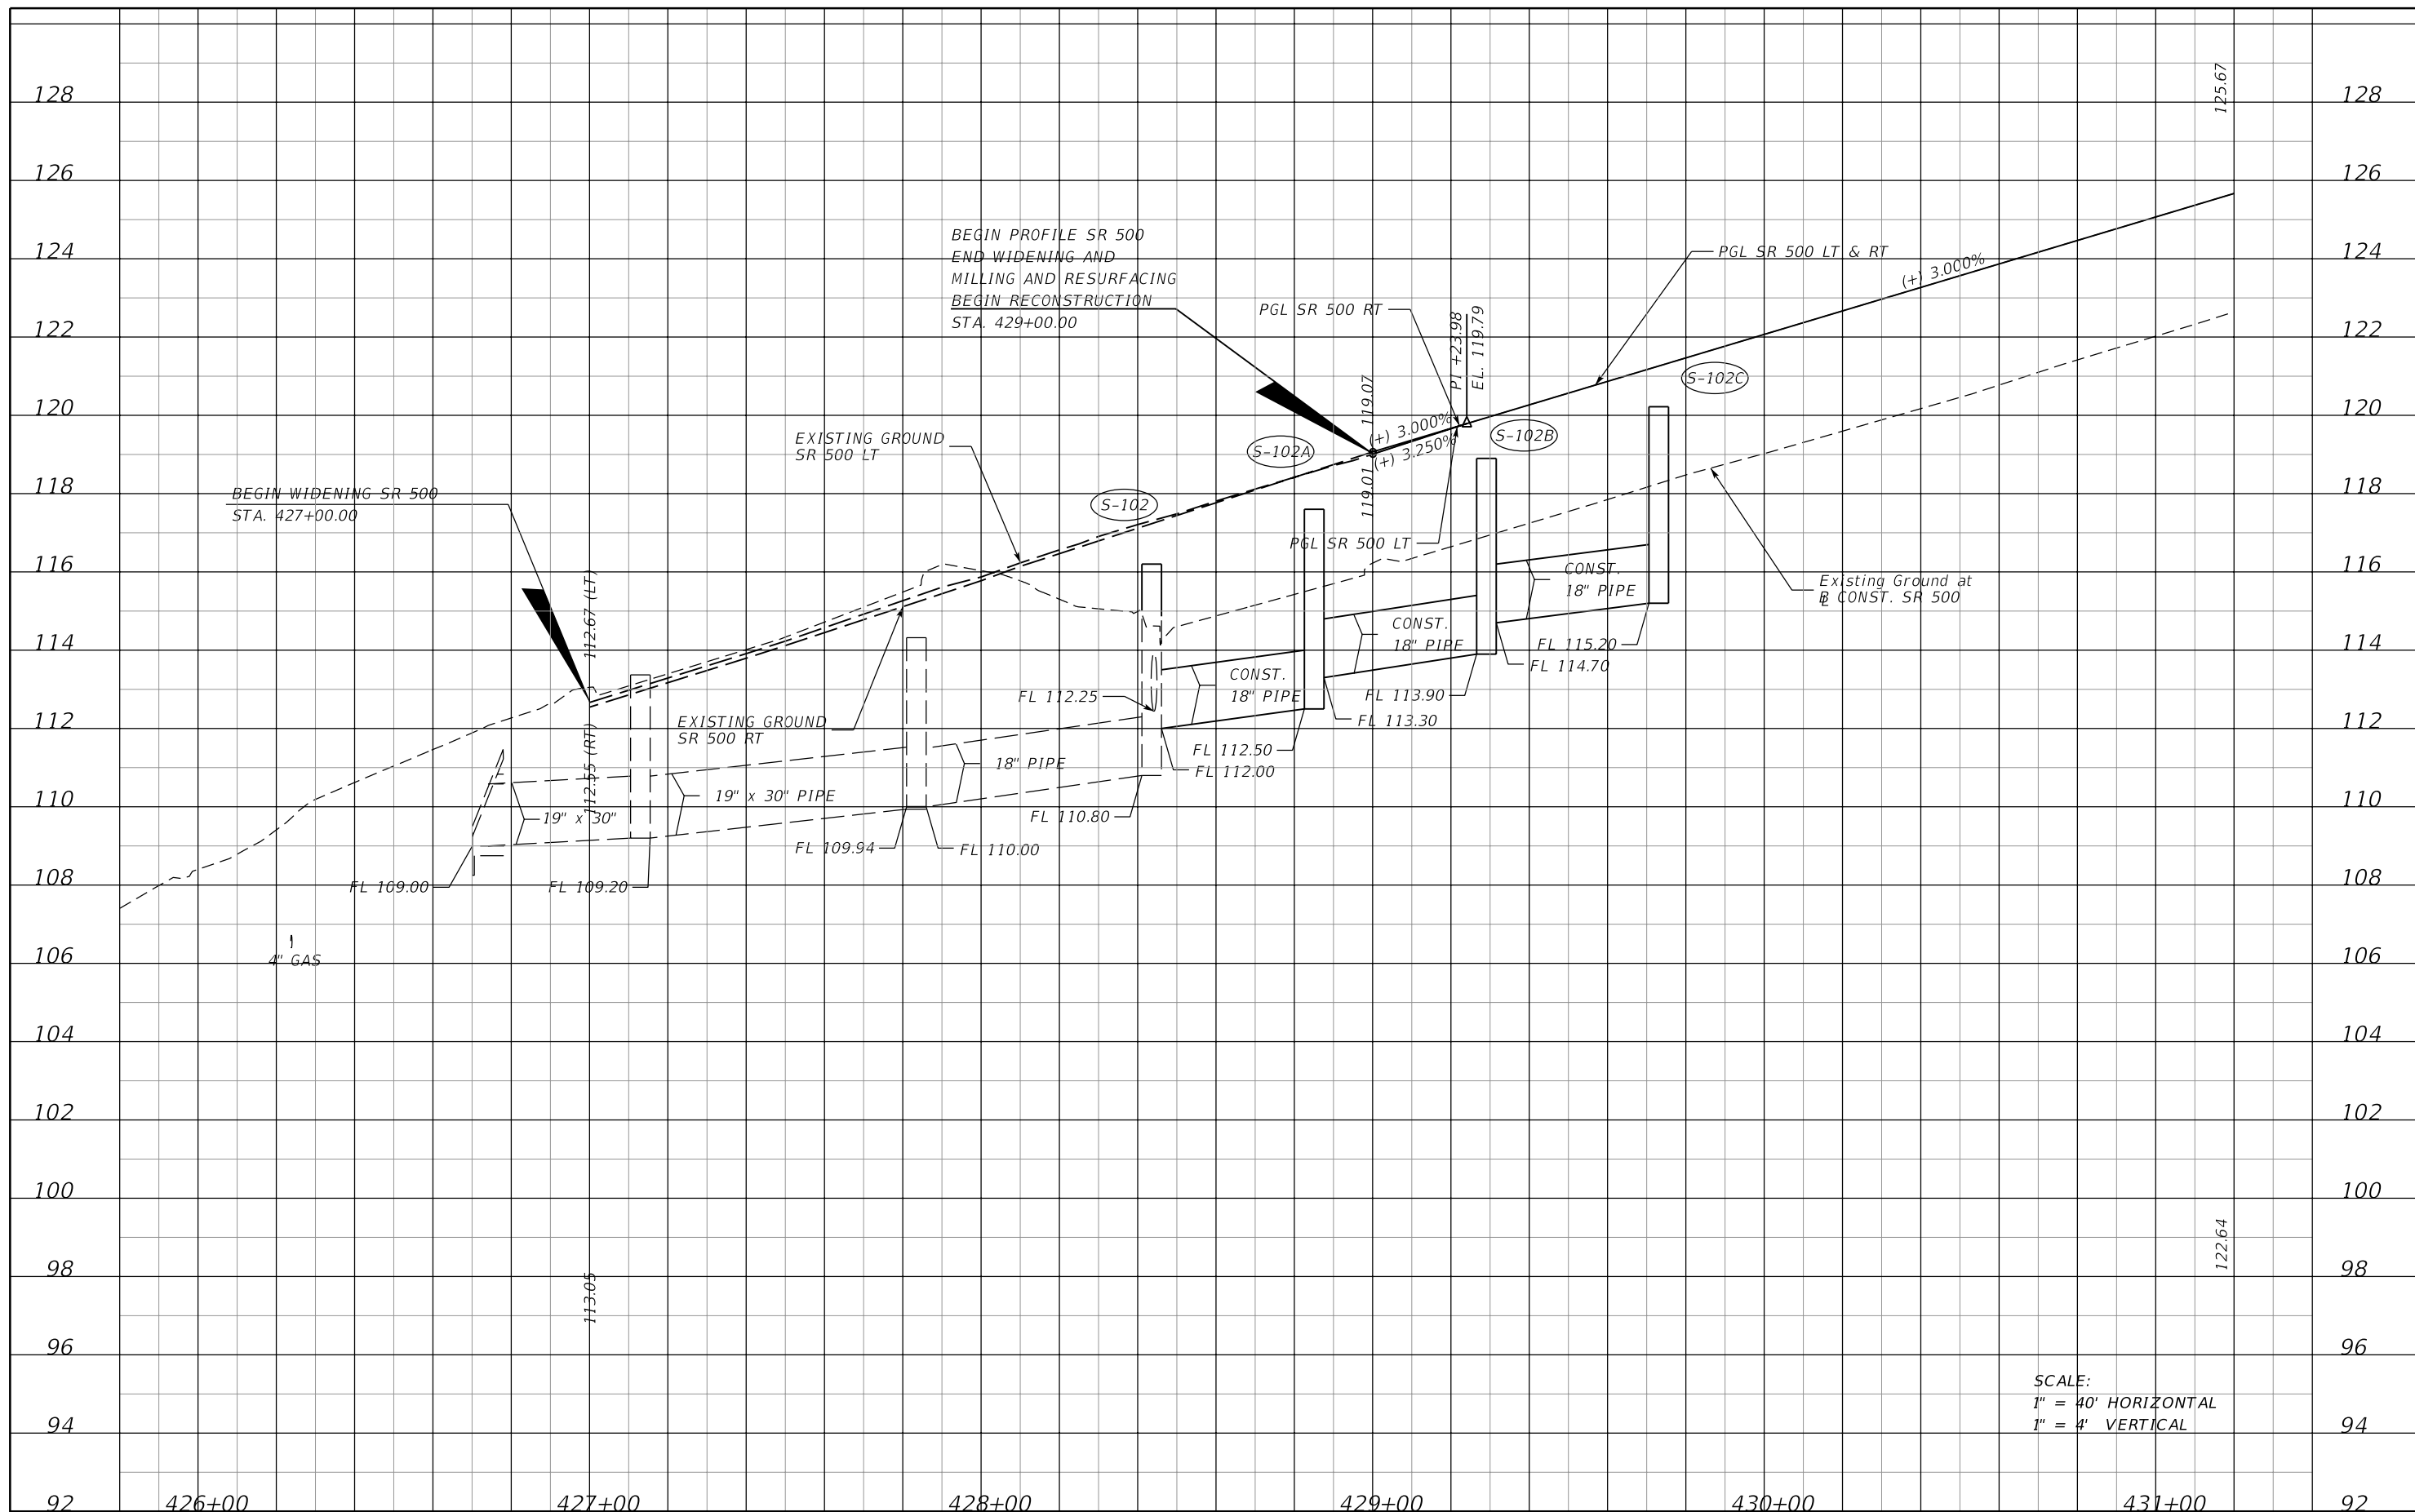 125.67
128 128
126 126
BEGIN PROFILE SR 500
END WIDENING AND
MILLING AND RESURFACING
BEGIN RECONSTRUCTION
STA. 429+00.00
124 124
PGL SR 500 LT & RT
(+) 3.000%
PGL SR 500 RT
PI +23.98
EL. 119.79
122 122
S-102C
120 120
119.07
(+) 3.000%
(+) 3.250%
S-102B
EXISTING GROUND
SR 500 LT
S-102A
119.01
118 118
BEGIN WIDENING SR 500
STA. 427+00.00
S-102
PGL SR 500 LT
116 116
112.67 (LT)
CONST.
18" PIPE
Existing Ground at
B CONST. SR 500
L
114 114
CONST.
18" PIPE
FL 115.20
FL 114.70
CONST.
18" PIPE
FL 112.25
FL 113.90
FL 113.30
112 112
EXISTING GROUND
SR 500 RT
112.55 (RT)
FL 112.50
FL 112.00
18" PIPE
19" x 30" PIPE
110 110
19" x 30"
FL 110.80
FL 109.94
FL 110.00
108 108
FL 109.00
FL 109.20
4" GAS
106 106
104 104
102 102
100 100
122.64
98 98
113.05
96 96
SCALE:
1" = 40' HORIZONTAL
1" = 4' VERTICAL
94 94
92 426+00 427+00 428+00 429+00 430+00 431+00 92